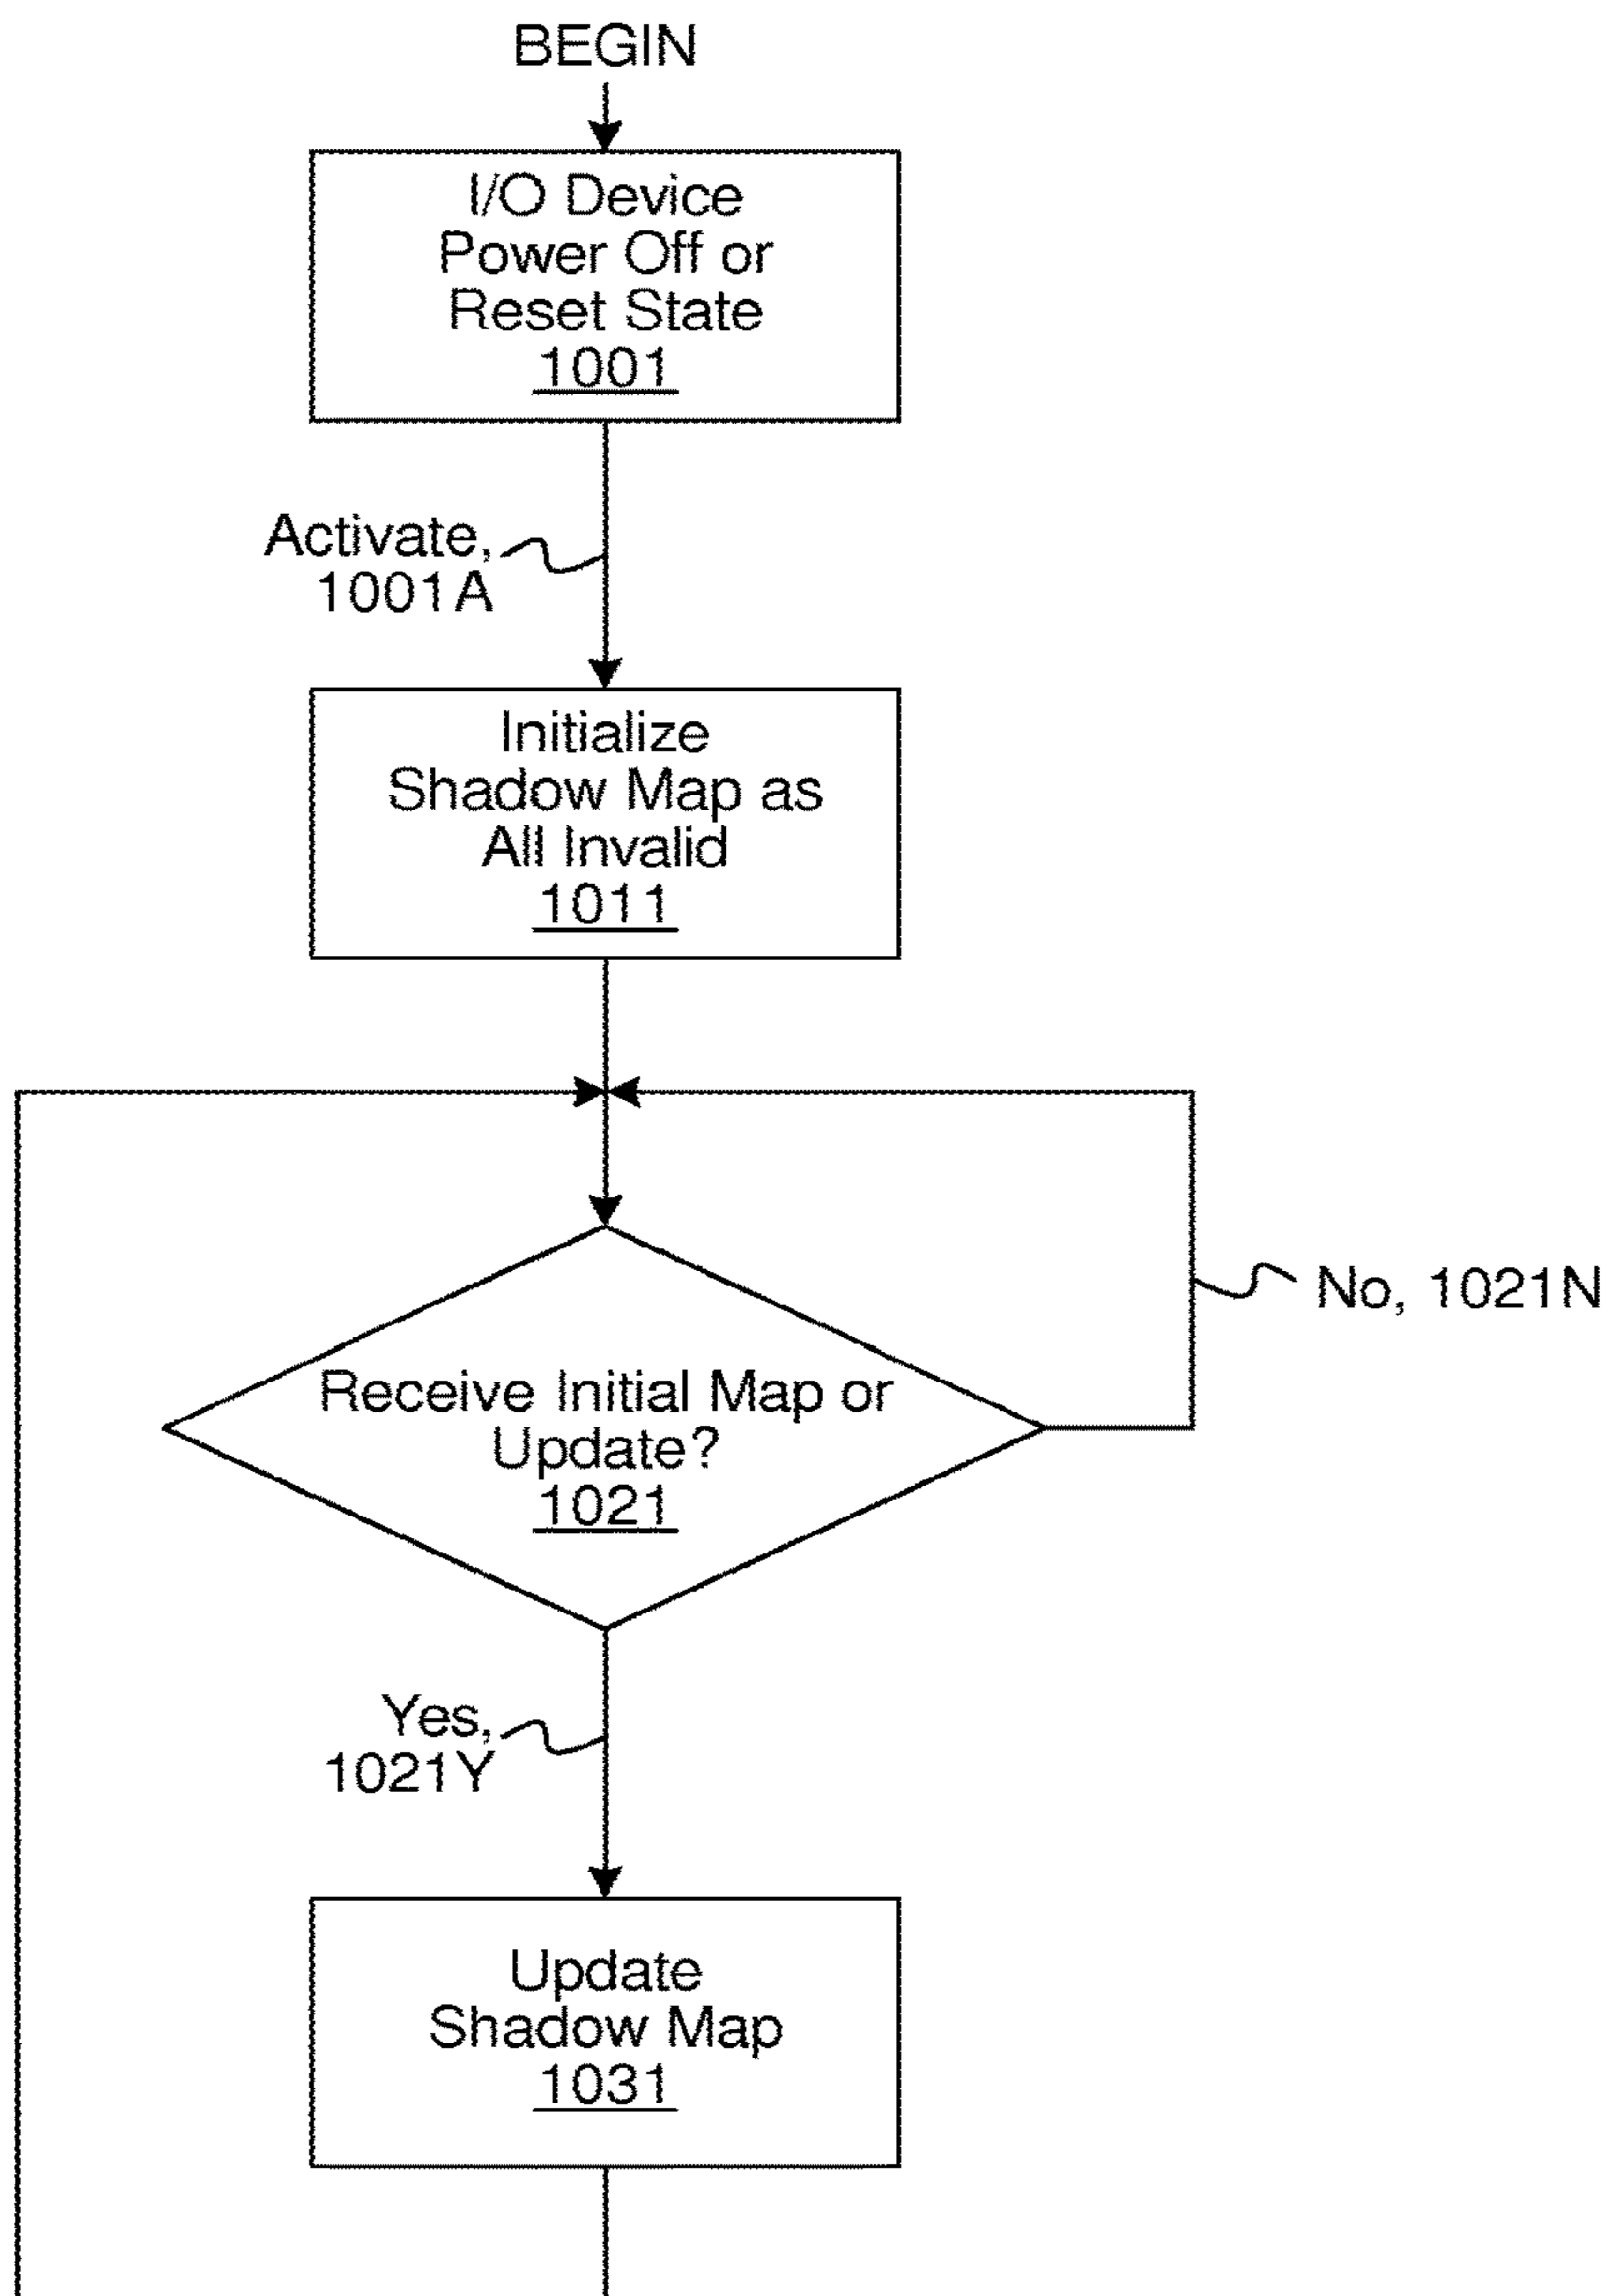 BEGIN
I/O Device
Power Off or
Reset State
1001
Activate,
1001A
Initialize
Shadow Map as
All Invalid
1011
No, 1021N
Receive Initial Map or
Update?
1021
Yes,
1021Y
Update
Shadow Map
1031